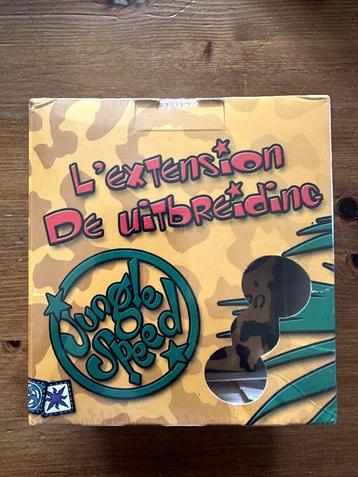 L'extension
De uitbreiding
Jungle
Speed